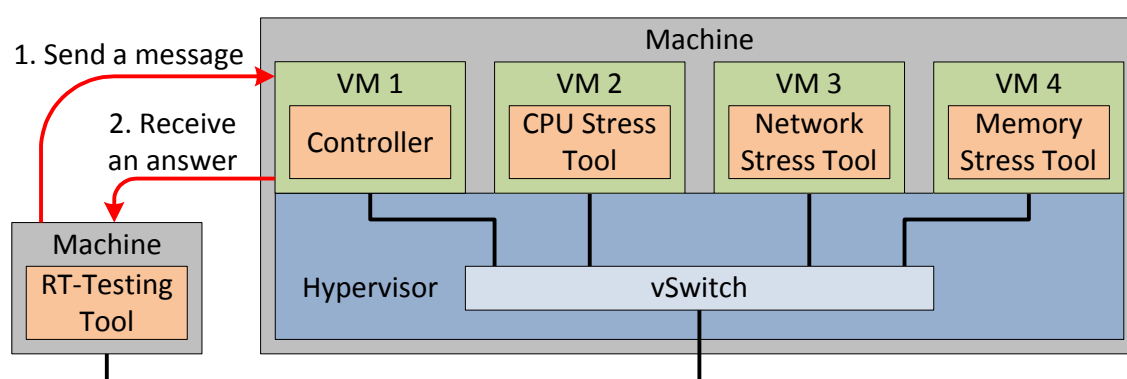 Machine
1. Send a message
VM 1
VM 2
VM 3
VM 4
Controller
CPU Stress
Tool
Network
Stress Tool
Memory
Stress Tool
2. Receive
an answer
Machine
RT-Testing
Tool
Hypervisor
vSwitch